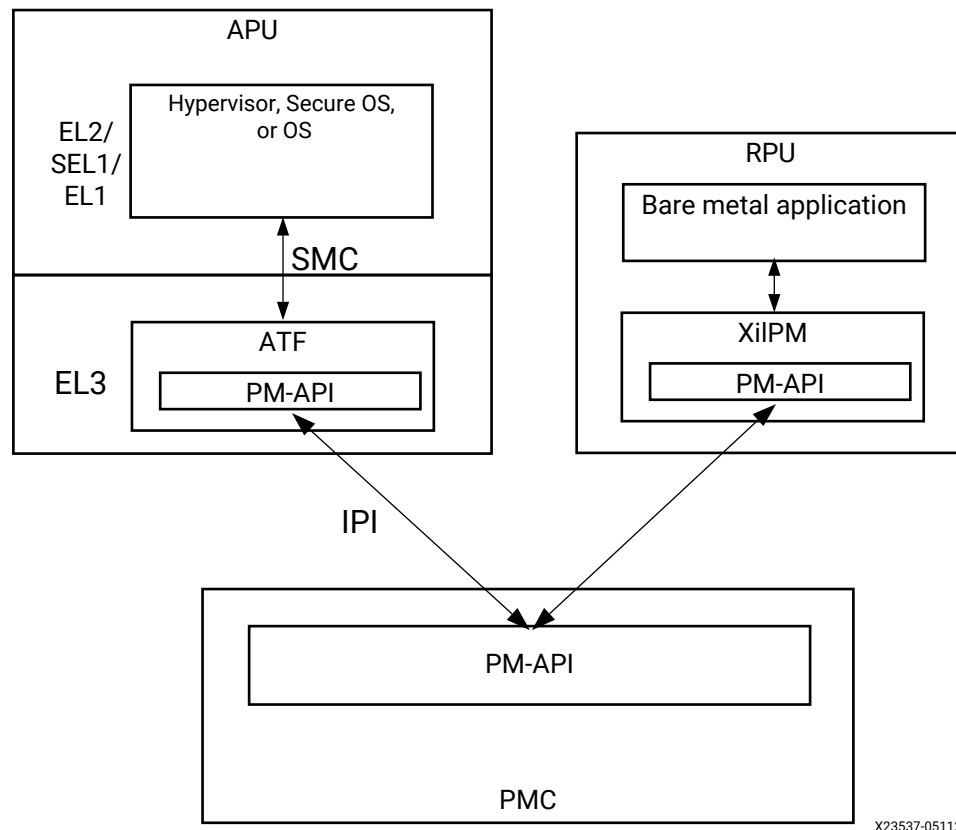 APU
Hypervisor, Secure OS,
or OS
EL2/
SEL1/
EL1
SMC
ATF
PM-API
EL3
RPU
Bare metal application
XilPM
PM-API
IPI
PM-API
PMC